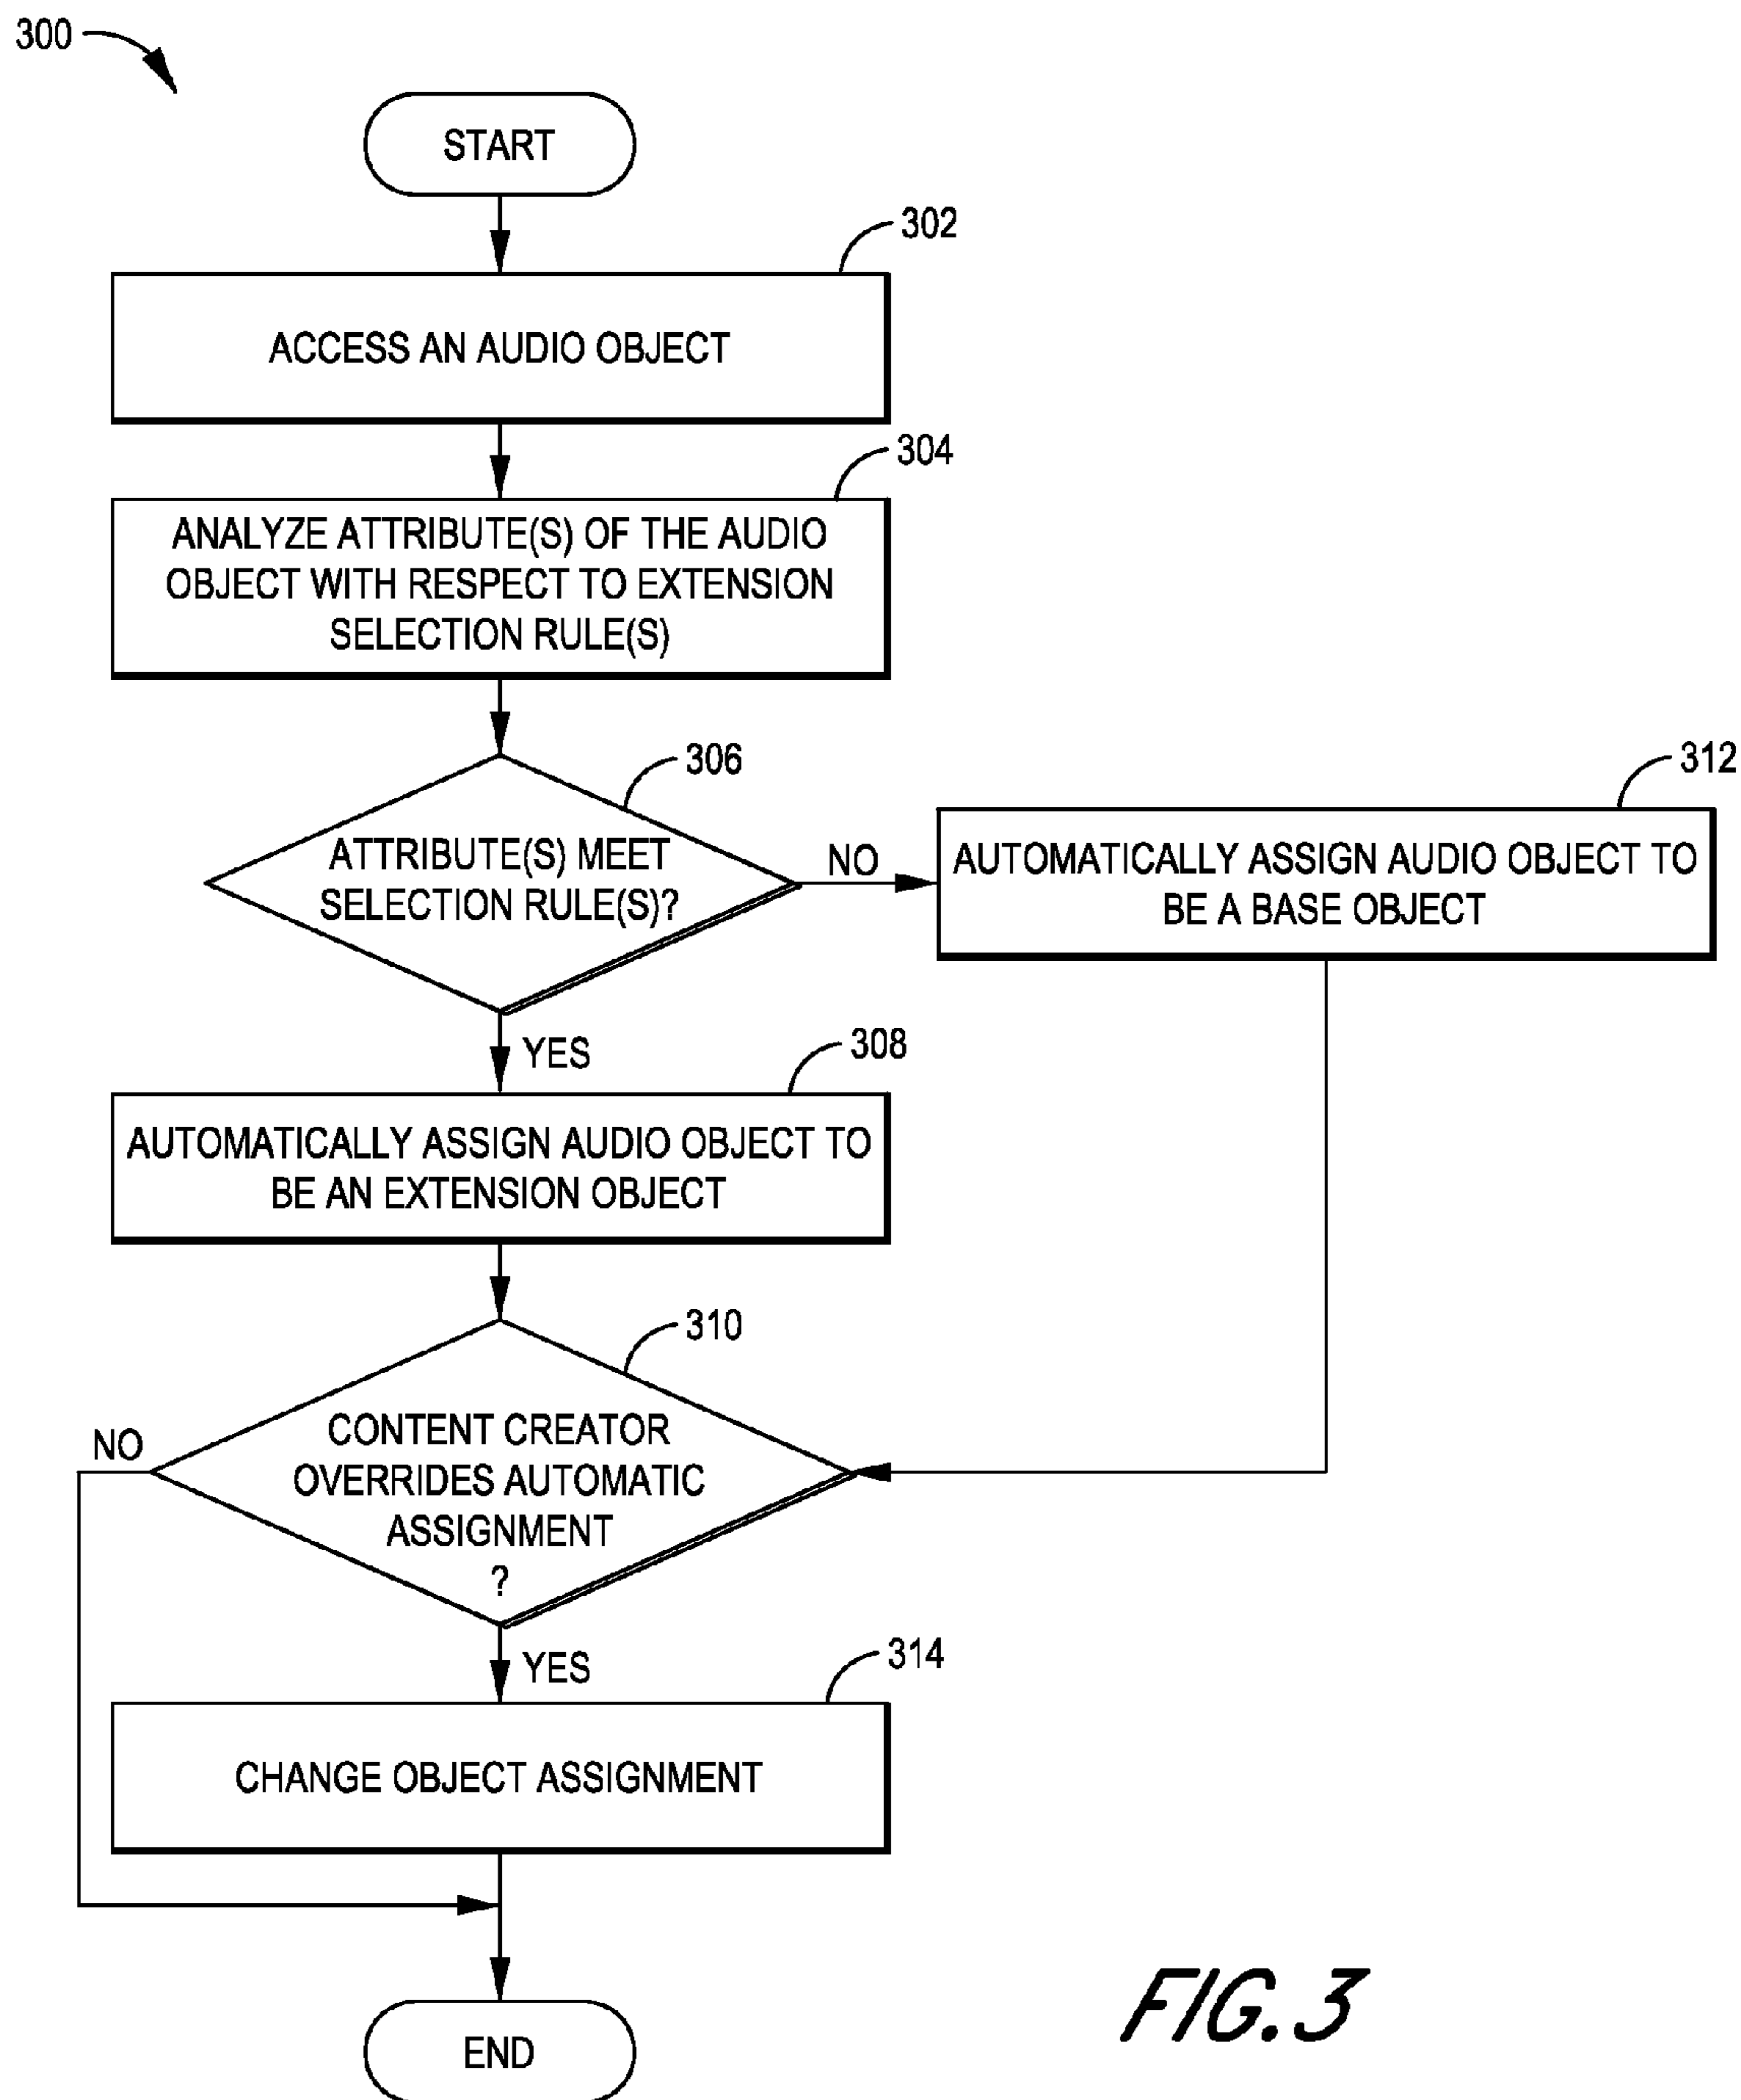 300
START
302
ACCESS AN AUDIO OBJECT
304
ANALYZE ATTRIBUTE(S) OF THE AUDIO
OBJECT WITH RESPECT TO EXTENSION
SELECTION RULE(S)
306
ATTRIBUTE(S) MEET
SELECTION RULE(S)?
NO
312
AUTOMATICALLY ASSIGN AUDIO OBJECT TO
BE A BASE OBJECT
YES
308
AUTOMATICALLY ASSIGN AUDIO OBJECT TO
BE AN EXTENSION OBJECT
310
CONTENT CREATOR
OVERRIDES AUTOMATIC
ASSIGNMENT
?
NO
YES
314
CHANGE OBJECT ASSIGNMENT
END
FIG.3